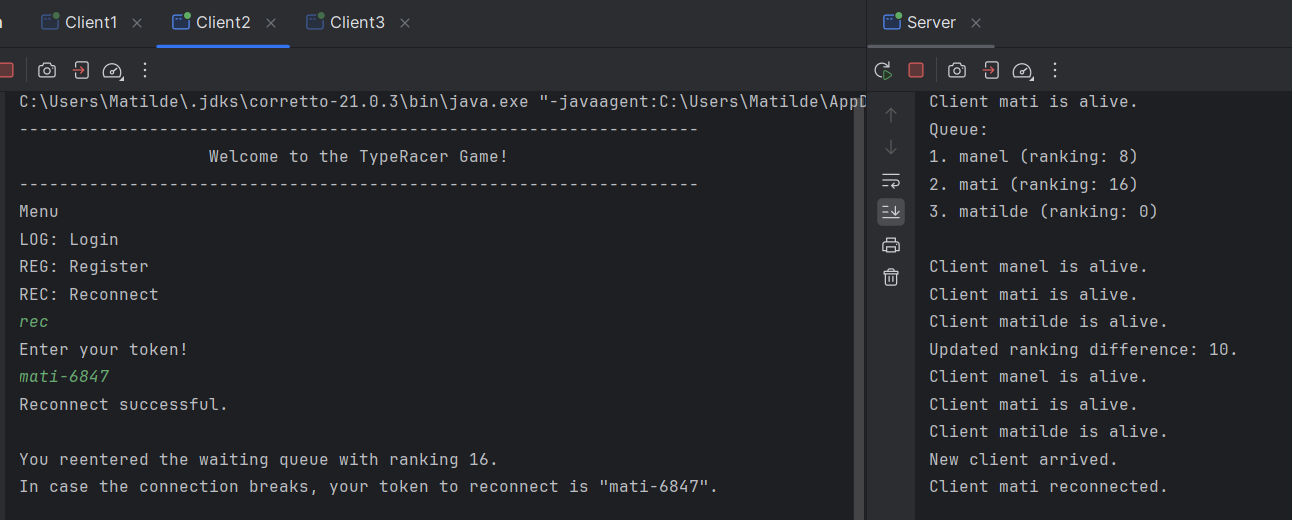 Client1
Client2
Client3
Server
C:\Users\Matilde\.jdks\corretto-21.0.3\bin\java.exe "-javaagent:C:\Users\Matilde\AppD
--------------------------------------------------------------------
Welcome to the TypeRacer Game!
--------------------------------------------------------------------
Menu
LOG: Login
REG: Register
REC: Reconnect
rec
Enter your token!
mati-6847
Reconnect successful.
You reentered the waiting queue with ranking 16.
In case the connection breaks, your token to reconnect is "mati-6847".
Client mati is alive.
Queue:
1. manel (ranking: 8)
2. mati (ranking: 16)
3. matilde (ranking: 0)
Client manel is alive.
Client mati is alive.
Client matilde is alive.
Updated ranking difference: 10.
Client manel is alive.
Client mati is alive.
Client matilde is alive.
New client arrived.
Client mati reconnected.